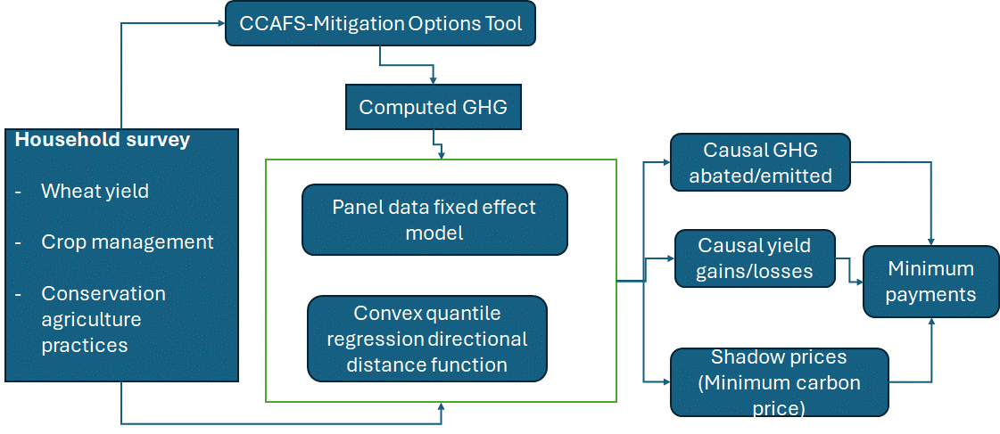 CCAFS-Mitigation Options Tool
Computed GHG
Household survey
- Wheat yield
- Crop management
- Conservation
agriculture
practices
Panel data fixed effect
model
Convex quantile
regression directional
distance function
Causal GHG
abated/emitted
Causal yield
gains/losses
Shadow prices
(Minimum carbon
price)
Minimum
payments